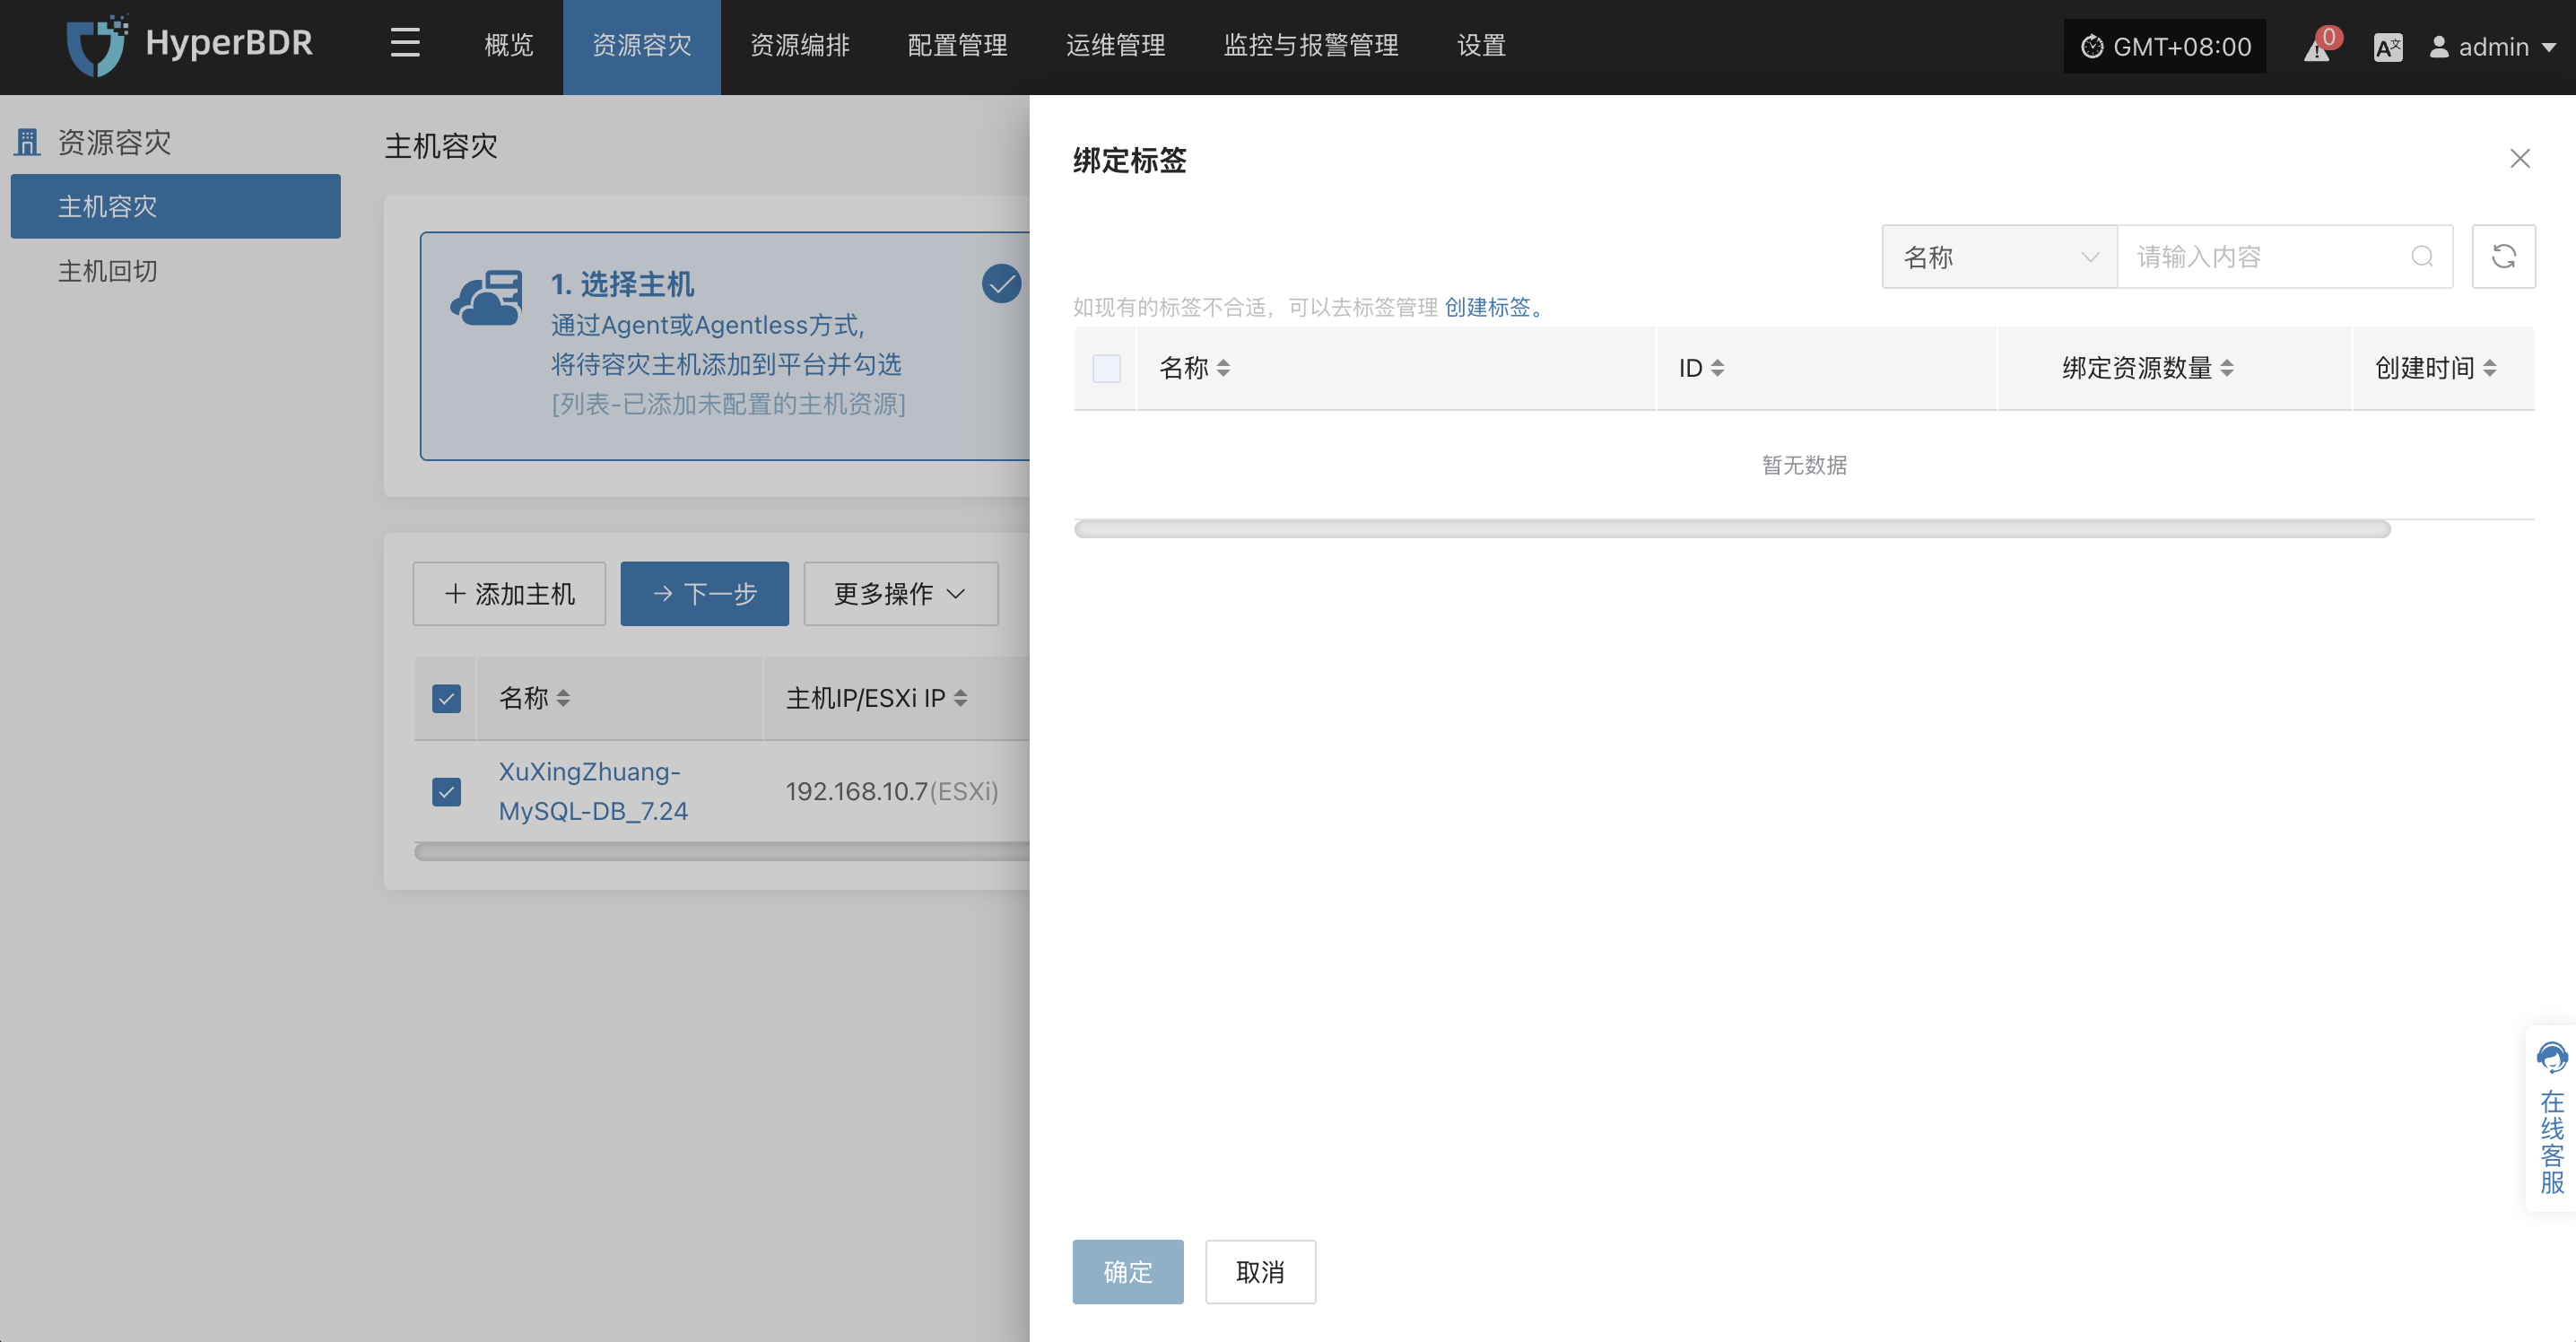 HyperBDR
概览
资源容灾
资源编排
配置管理
运维管理
监控与报警管理
设置
GMT+08:00
0
admin
资源容灾
主机容灾
主机回切
主机容灾
1. 选择主机
通过Agent或Agentless方式,
将待容灾主机添加到平台并勾选
[列表-已添加未配置的主机资源]
添加主机
下一步
更多操作
名称
主机IP/ESXi IP
XuXingZhuang-
MySQL-DB_7.24
192.168.10.7(ESXi)
绑定标签
名称
请输入内容
如现有的标签不合适，可以去标签管理 创建标签。
名称
ID
绑定资源数量
创建时间
暂无数据
确定
取消
在线客服